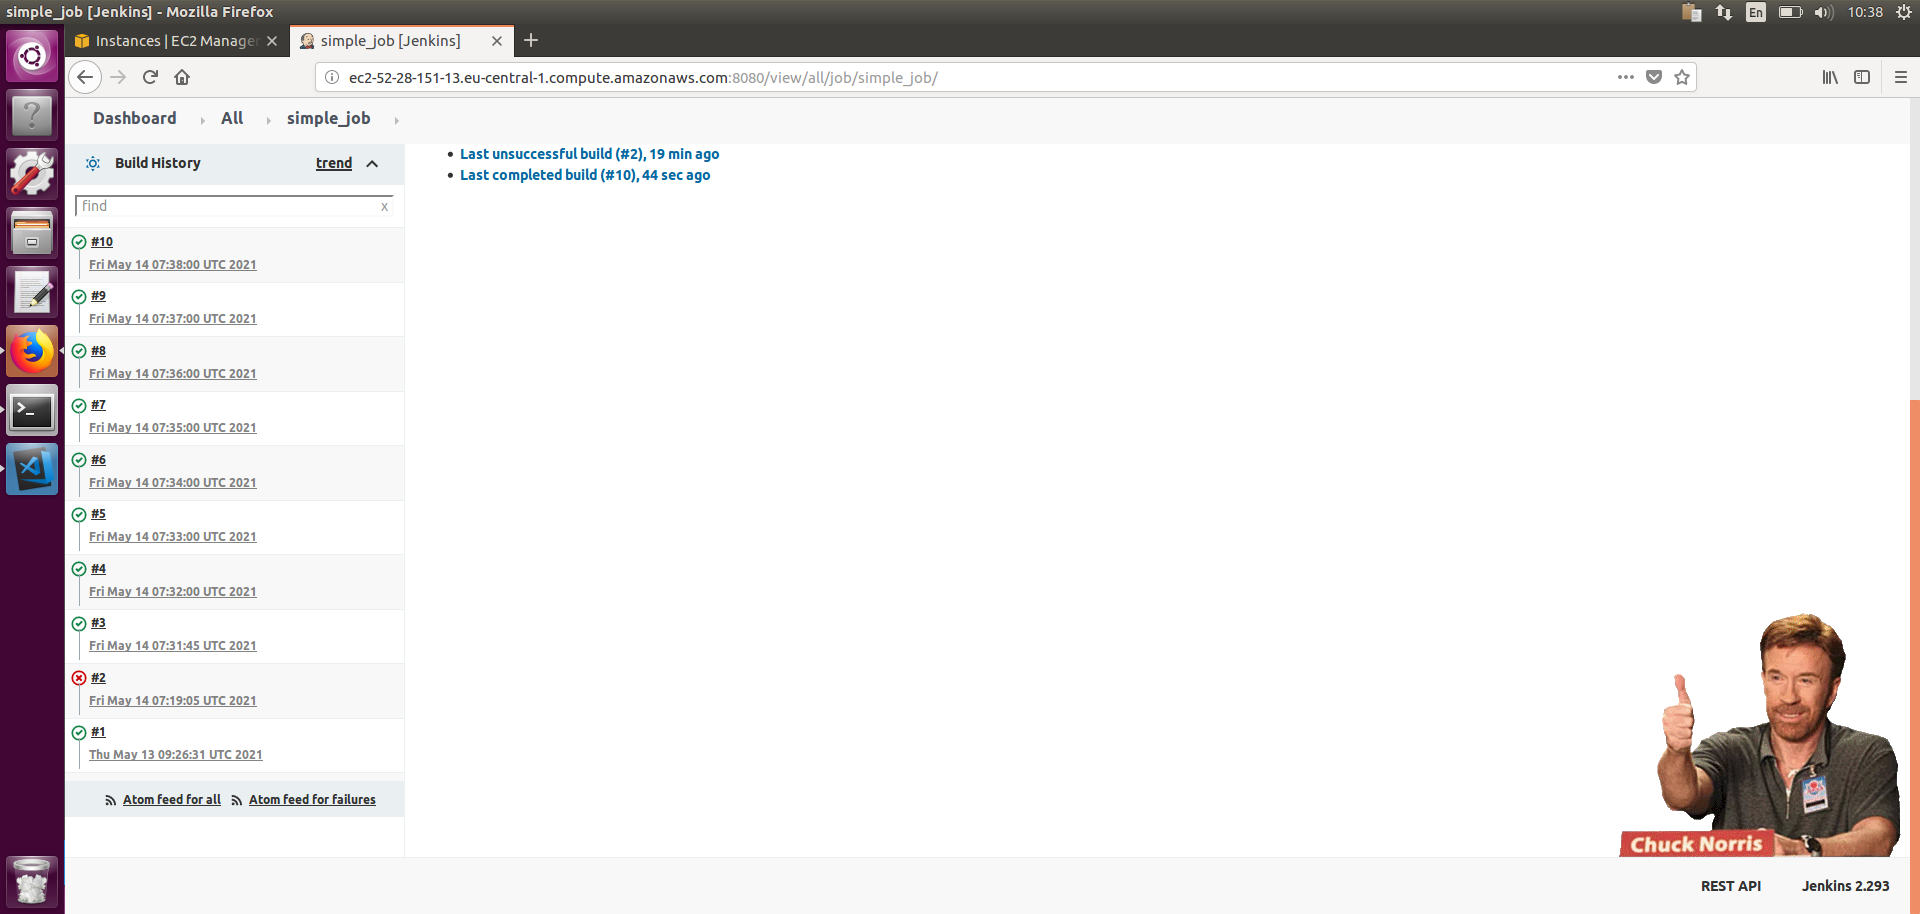 simple_job [Jenkins] - Mozilla Firefox
En
10:38
Instances | EC2 Manager
simple_job [Jenkins]
ec2-52-28-151-13.eu-central-1.compute.amazonaws.com:8080/view/all/job/simple_job/
Dashboard
All
simple_job
Build History
trend
find
x
#10
Fri May 14 07:38:00 UTC 2021
#9
Fri May 14 07:37:00 UTC 2021
#8
Fri May 14 07:36:00 UTC 2021
#7
Fri May 14 07:35:00 UTC 2021
#6
Fri May 14 07:34:00 UTC 2021
#5
Fri May 14 07:33:00 UTC 2021
#4
Fri May 14 07:32:00 UTC 2021
#3
Fri May 14 07:31:45 UTC 2021
#2
Fri May 14 07:19:05 UTC 2021
#1
Thu May 13 09:26:31 UTC 2021
Atom feed for all
Atom feed for failures
Last unsuccessful build (#2), 19 min ago
Last completed build (#10), 44 sec ago
Chuck Norris
REST API
Jenkins 2.293